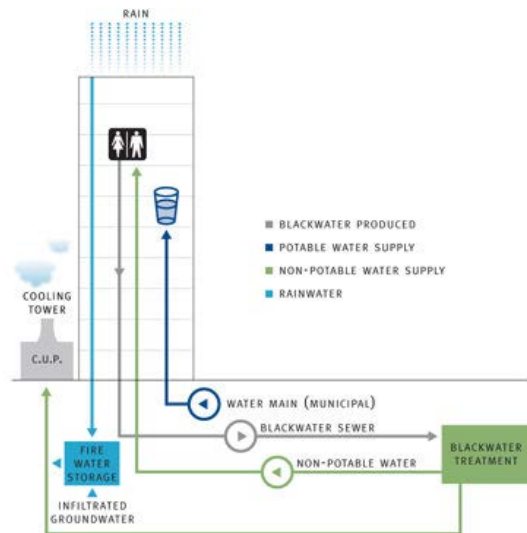 RAIN
BLACKWATER PRODUCED
POTABLE WATER SUPPLY
NON-POTABLE WATER SUPPLY
RAINWATER
COOLING
TOWER
C.U.P.
WATER MAIN (MUNICIPAL)
BLACKWATER SEWER
BLACKWATER
TREATMENT
FIRE
WATER
STORAGE
NON-POTABLE WATER
INFILTRATED
GROUNDWATER